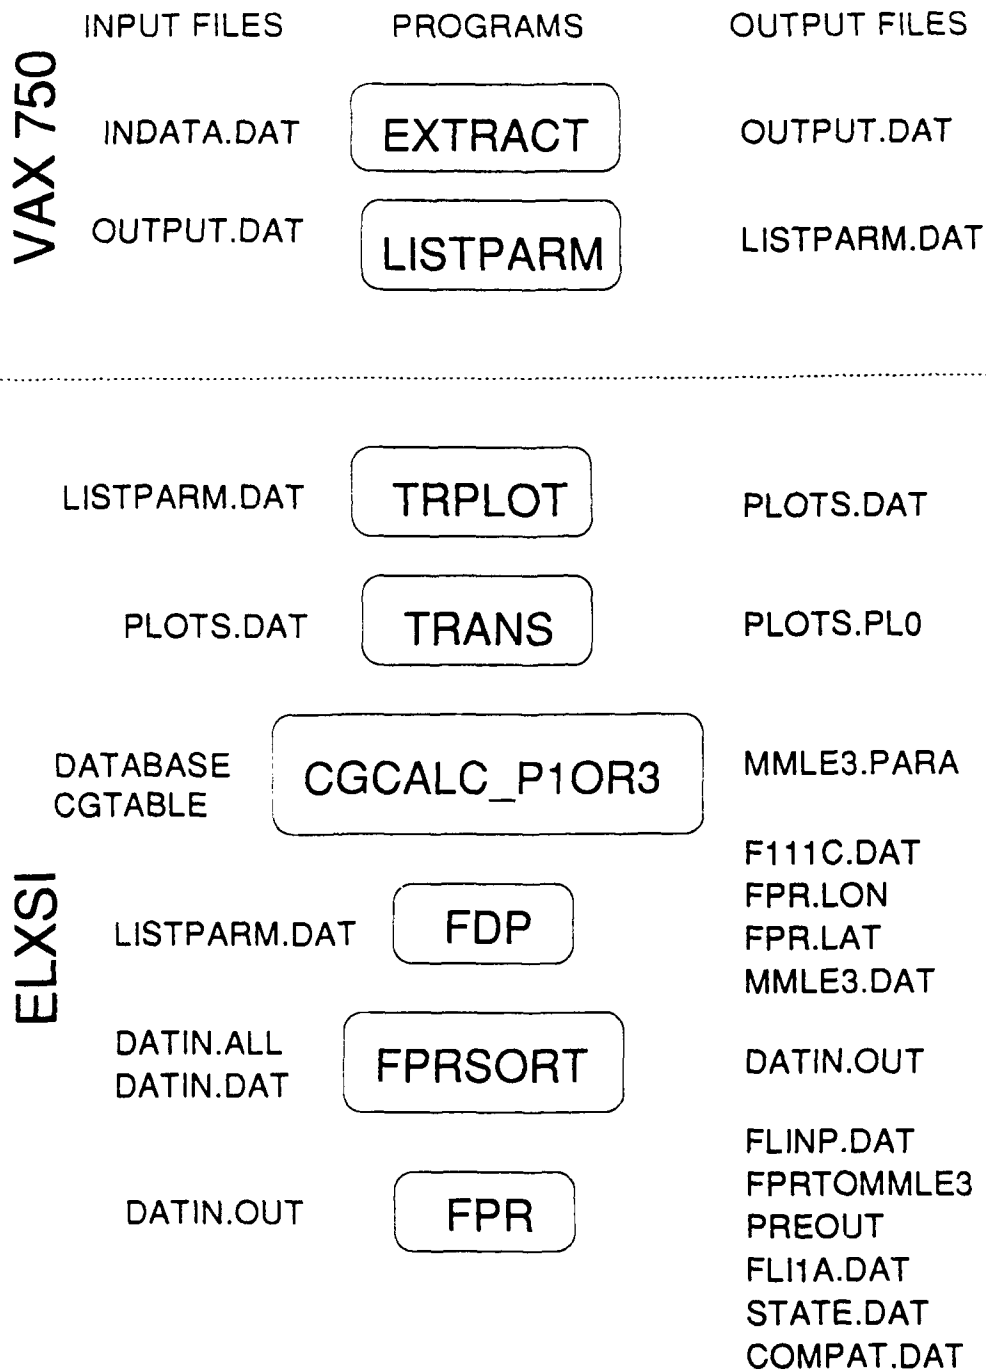 INPUT FILES PROGRAMS OUTPUT FILES
VAX 750
INDATA.DAT EXTRACT OUTPUT.DAT
OUTPUT.DAT LISTPARM LISTPARM.DAT
ELXSI
LISTPARM.DAT TRPLOT PLOTS.DAT
PLOTS.DAT TRANS PLOTS.PL0
DATABASE
CGTABLE
CGCALC_P1OR3
MMLE3.PARA
LISTPARM.DAT
FDP
F111C.DAT
FPR.LON
FPR.LAT
MMLE3.DAT
DATIN.ALL
DATIN.DAT
FPRSORT
DATIN.OUT
DATIN.OUT
FPR
FLINP.DAT
FPRTOMMLE3
PREOUT
FLI1A.DAT
STATE.DAT
COMPAT.DAT